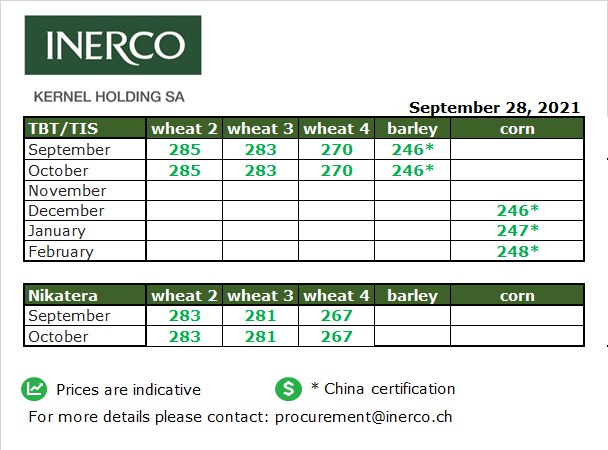 INERCO
KERNEL HOLDING SA
September 28, 2021
TBT/TIS wheat 2 wheat 3 wheat 4 barley corn
September 285 283 270 246*
October 285 283 270 246*
November
December 246*
January 247*
February 248*
Nikatera wheat 2 wheat 3 wheat 4 barley corn
September 283 281 267
October 283 281 267
Prices are indicative $ * China certification
For more details please contact: procurement@inerco.ch